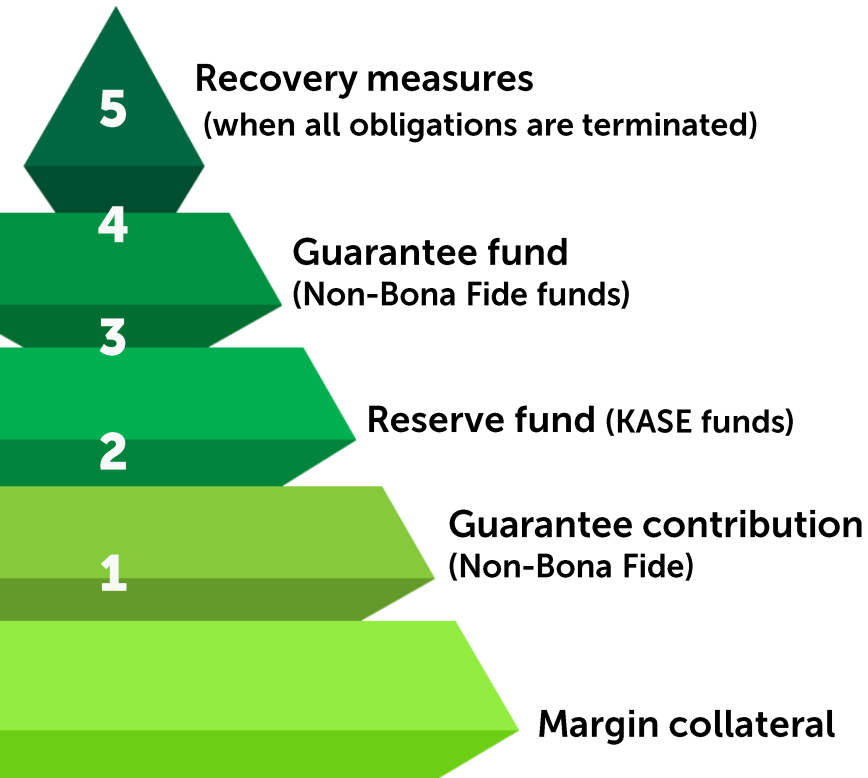 5
Recovery measures
(when all obligations are terminated)
4
Guarantee fund
(Non-Bona Fide funds)
3
Reserve fund (KASE funds)
2
Guarantee contribution
(Non-Bona Fide)
1
Margin collateral